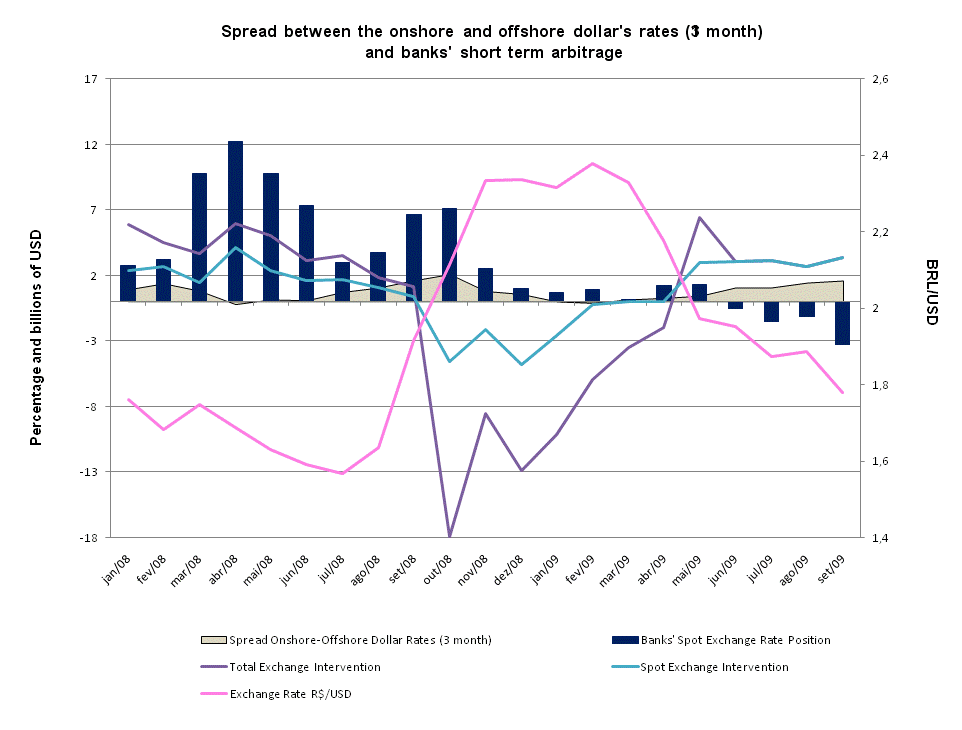 Spread between the onshore and offshore dollar's rates (3 month)
and banks' short term arbitrage
Percentage and billions of USD
17
12
7
2
-3
-8
-13
-18
2,6
2,4
2,2
2
1,8
1,6
1,4
BRL/USD
jan/08
fev/08
mar/08
abr/08
mai/08
jun/08
jul/08
ago/08
set/08
out/08
nov/08
dez/08
jan/09
fev/09
mar/09
abr/09
mai/09
jun/09
jul/09
ago/09
set/09
Spread Onshore-Offshore Dollar Rates (3 month)
Banks' Spot Exchange Rate Position
Total Exchange Intervention
Spot Exchange Intervention
Exchange Rate R$/USD